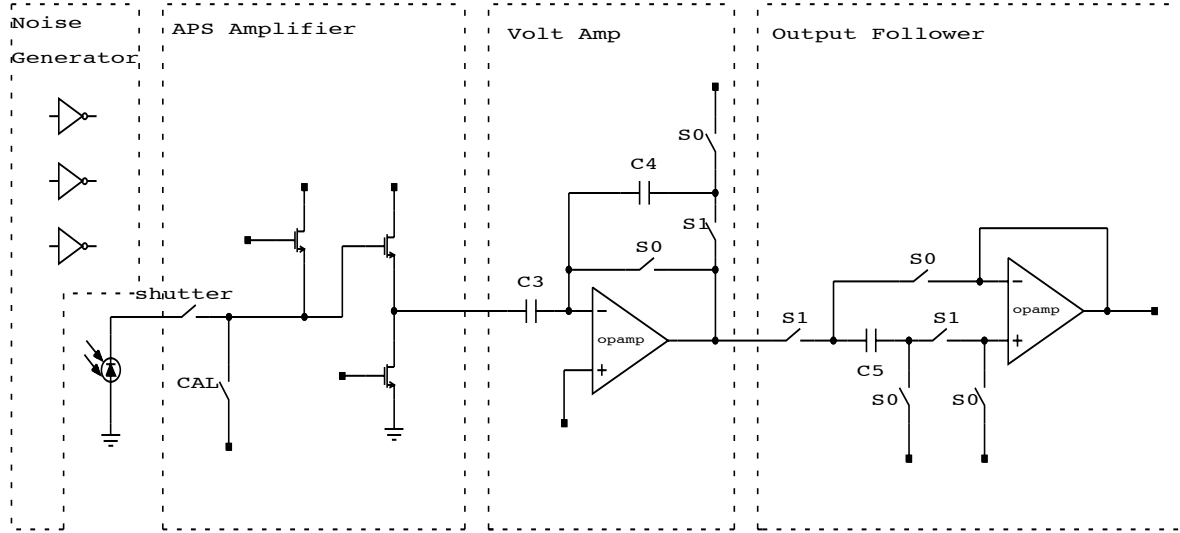 Noise
Generator
APS Amplifier
Volt Amp
Output Follower
S0
C4
S1
S0
S0
C3
shutter
opamp
opamp
S1
S1
C5
CAL
S0
S0